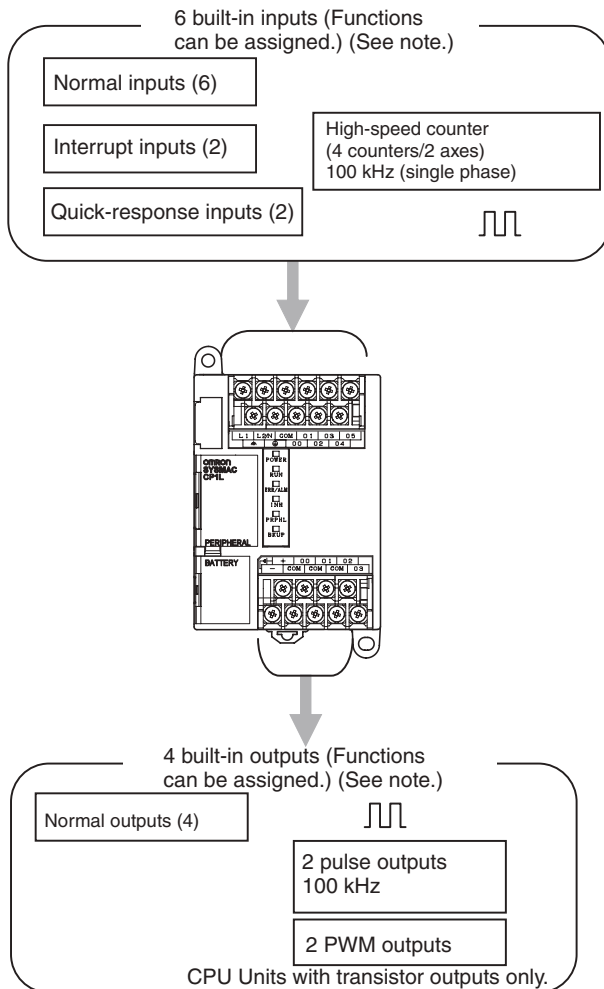 6 built-in inputs (Functions
can be assigned.) (See note.)
Normal inputs (6)
Interrupt inputs (2)
Quick-response inputs (2)
High-speed counter
(4 counters/2 axes)
100 kHz (single phase)
L1 L2/N COM 01 03 05
00 02 04
POWER
RUN
ERR/ALM
INH
PRPHL
BKUP
OMRON
SYSMAC
CP1L
PERIPHERAL
BATTERY
+ 00 01 02
- COM COM COM 03
4 built-in outputs (Functions
can be assigned.) (See note.)
Normal outputs (4)
2 pulse outputs
100 kHz
2 PWM outputs
CPU Units with transistor outputs only.